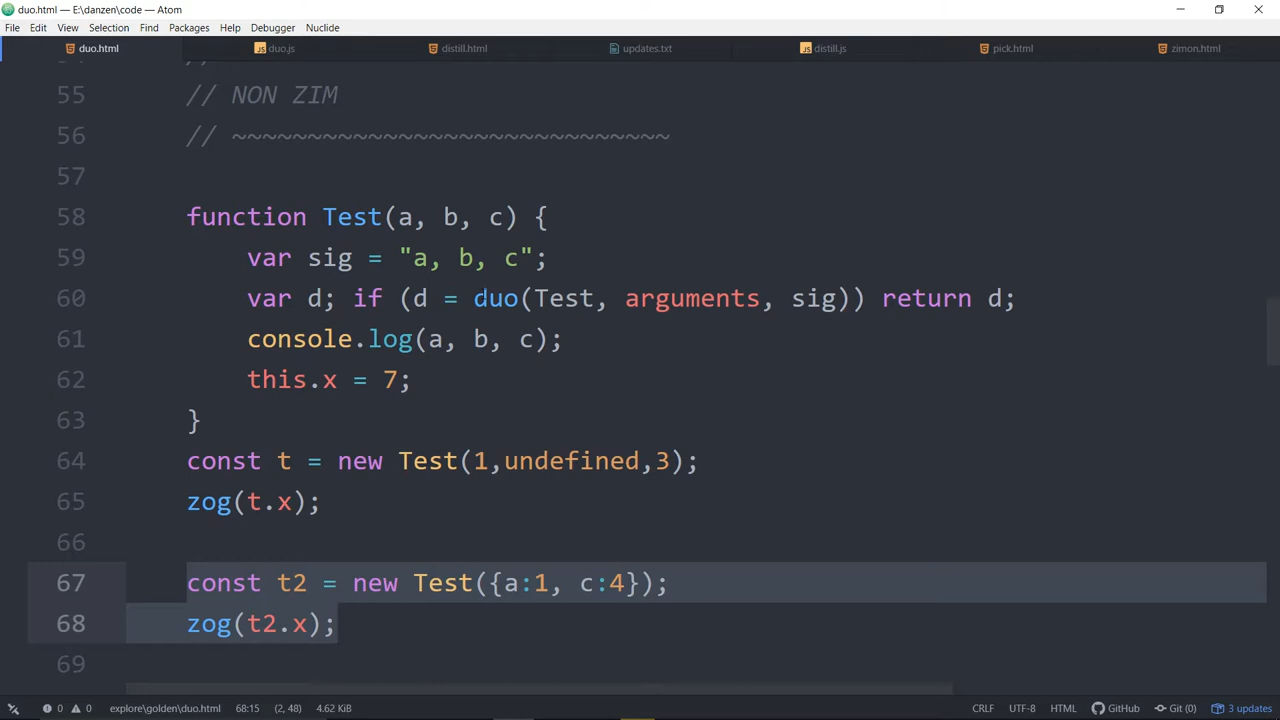 duo.html — E:\danzen\code — Atom
File Edit View Selection Find Packages Help Debugger Nuclide
duo.html duo.js distill.html updates.txt distill.js pick.html zimon.html
55 // NON ZIM
56 // ~~~~~~~~~~~~~~~~~~~~~~~~~~~~~
57
58 function Test(a, b, c) {
59 var sig = "a, b, c";
60 var d; if (d = duo(Test, arguments, sig)) return d;
61 console.log(a, b, c);
62 this.x = 7;
63 }
64 const t = new Test(1,undefined,3);
65 zog(t.x);
66
67 const t2 = new Test({a:1, c:4});
68 zog(t2.x);
69
0 0 explore\golden\duo.html 68:15 (2, 48) 4.62 KiB CRLF UTF-8 HTML GitHub Git (0) 3 updates